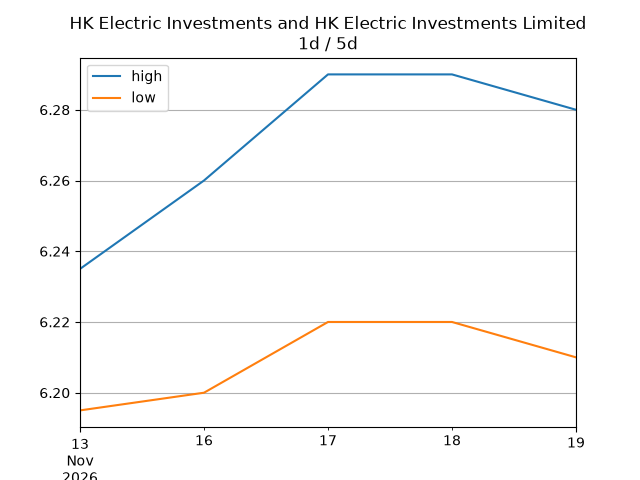 HK Electric Investments and HK Electric Investments Limited
1d / 5d
high
low
6.28
6.26
6.24
6.22
6.20
13
16
17
18
19
Nov
2026